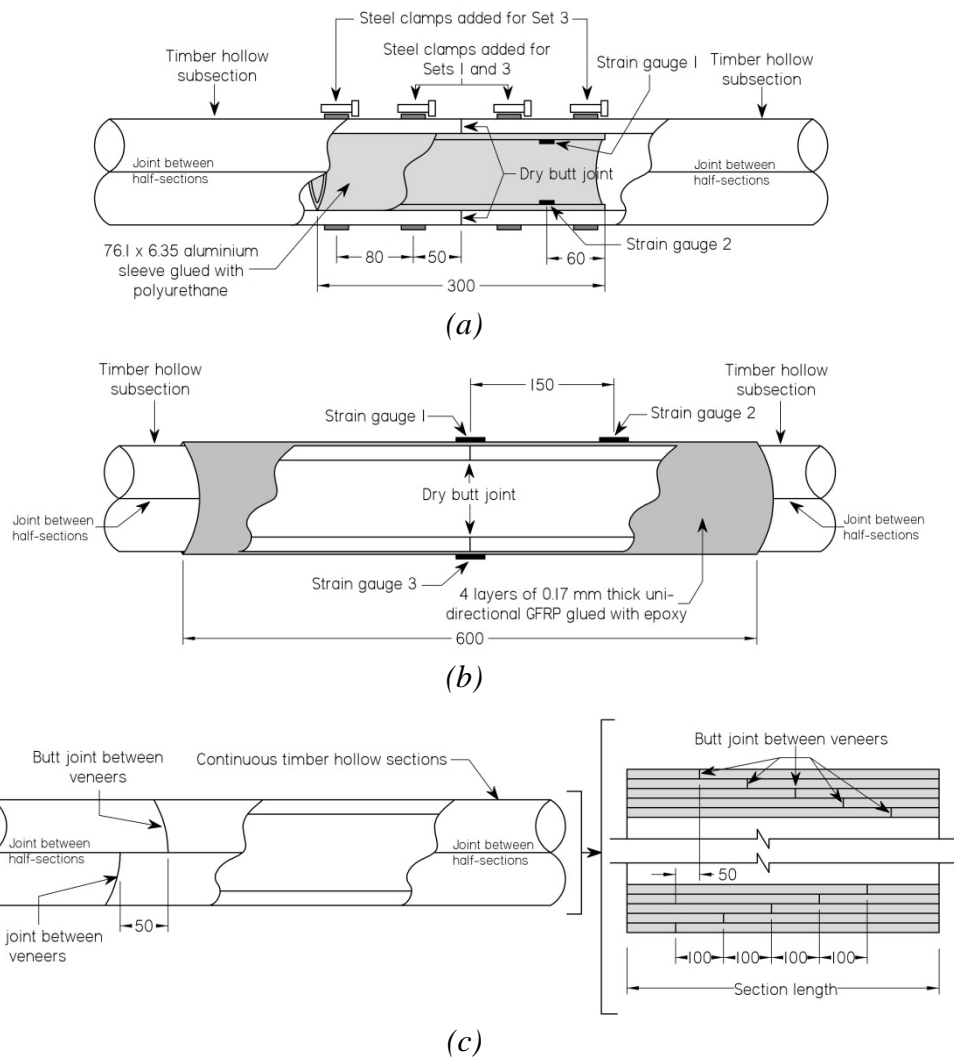 Steel clamps added for Set 3
Timber hollow
subsection
Steel clamps added for
Sets 1 and 3
Strain gauge 1
Timber hollow
subsection
Joint between
half-sections
Dry butt joint
Joint between
half-sections
Strain gauge 2
76.1 x 6.35 aluminium
sleeve glued with
polyurethane
80
50
60
300
(a)
Timber hollow
subsection
Timber hollow
subsection
150
Strain gauge 1
Strain gauge 2
Dry butt joint
Joint between
half-sections
Joint between
half-sections
Strain gauge 3
4 layers of 0.17 mm thick uni-
directional GFRP glued with epoxy
600
(b)
Butt joint between
veneers
Continuous timber hollow sections
Butt joint between veneers
Joint between
half-sections
Joint between
half-sections
50
joint between
veneers
50
100
100
100
100
Section length
(c)